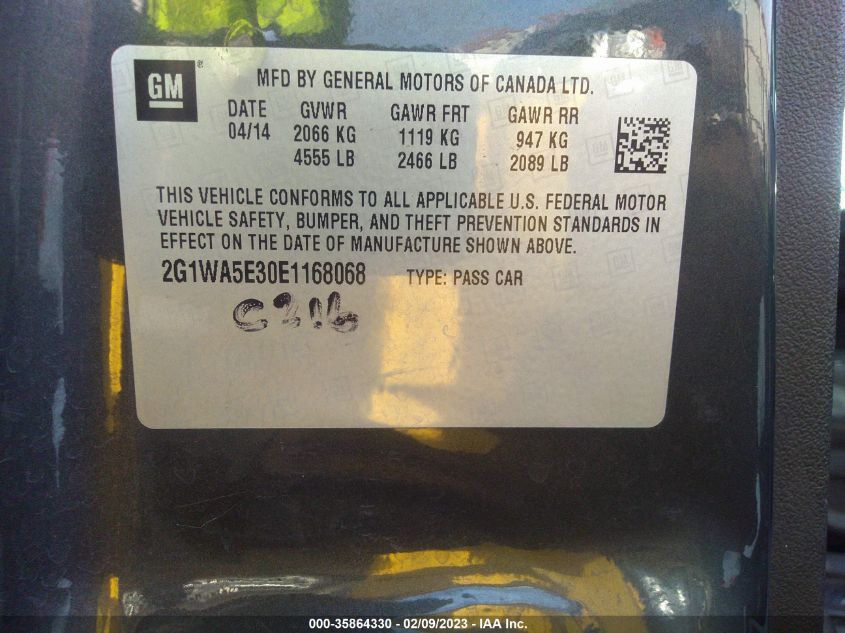 GM ®
MFD BY GENERAL MOTORS OF CANADA LTD.
DATE GVWR GAWR FRT GAWR RR
04/14 2066 KG 1119 KG 947 KG
4555 LB 2466 LB 2089 LB
THIS VEHICLE CONFORMS TO ALL APPLICABLE U.S. FEDERAL MOTOR
VEHICLE SAFETY, BUMPER, AND THEFT PREVENTION STANDARDS IN
EFFECT ON THE DATE OF MANUFACTURE SHOWN ABOVE.
2G1WA5E30E1168068 TYPE: PASS CAR
C316
000-35864330 - 02/09/2023 - IAA Inc.